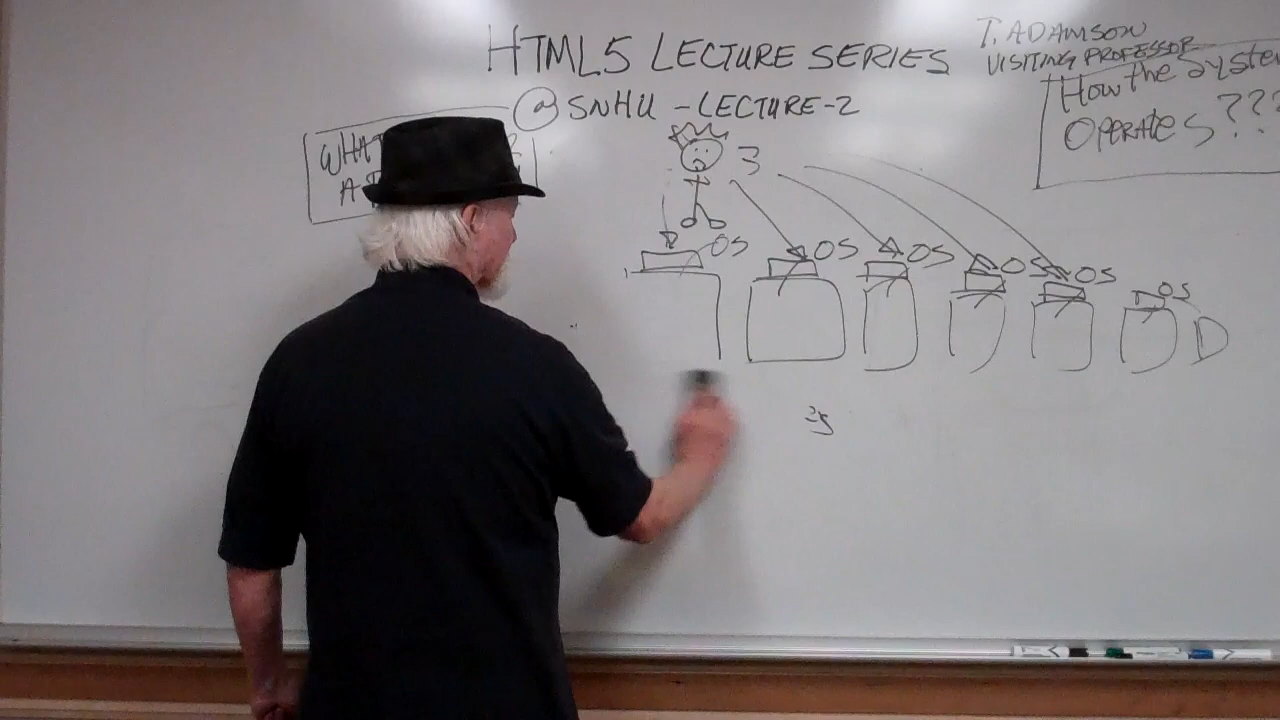 HTML5 LECTURE SERIES
@ SNHU - LECTURE-2
T. ADAMSON
VISITING PROFESSOR
How the System
OPERATES ???
3
OS
OS
OS
OS
OS
OS
D